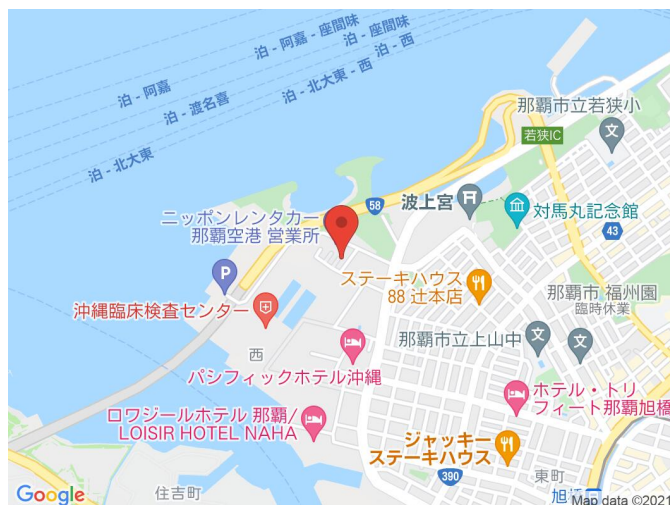 泊 - 阿嘉 - 座間味
泊 - 座間味
泊 - 西
泊 - 北大東 - 西
泊 - 阿嘉
泊 - 渡名喜
泊 - 北大東
那覇市立若狭小
若狭IC
文
58
波上宮
対馬丸記念館
43
ニッポンレンタカー
那覇空港 営業所
P
ステーキハウス
88 辻本店
那覇市 福州園
臨時休業
沖縄臨床検査センター
那覇市立上山中
文
文
西
パシフィックホテル沖縄
ホテル・トリ
フィート那覇旭橋
ロワジールホテル 那覇/
LOISIR HOTEL NAHA
ジャッキー
ステーキハウス
390
東町
住吉町
旭橋
Google
Map data ©2021